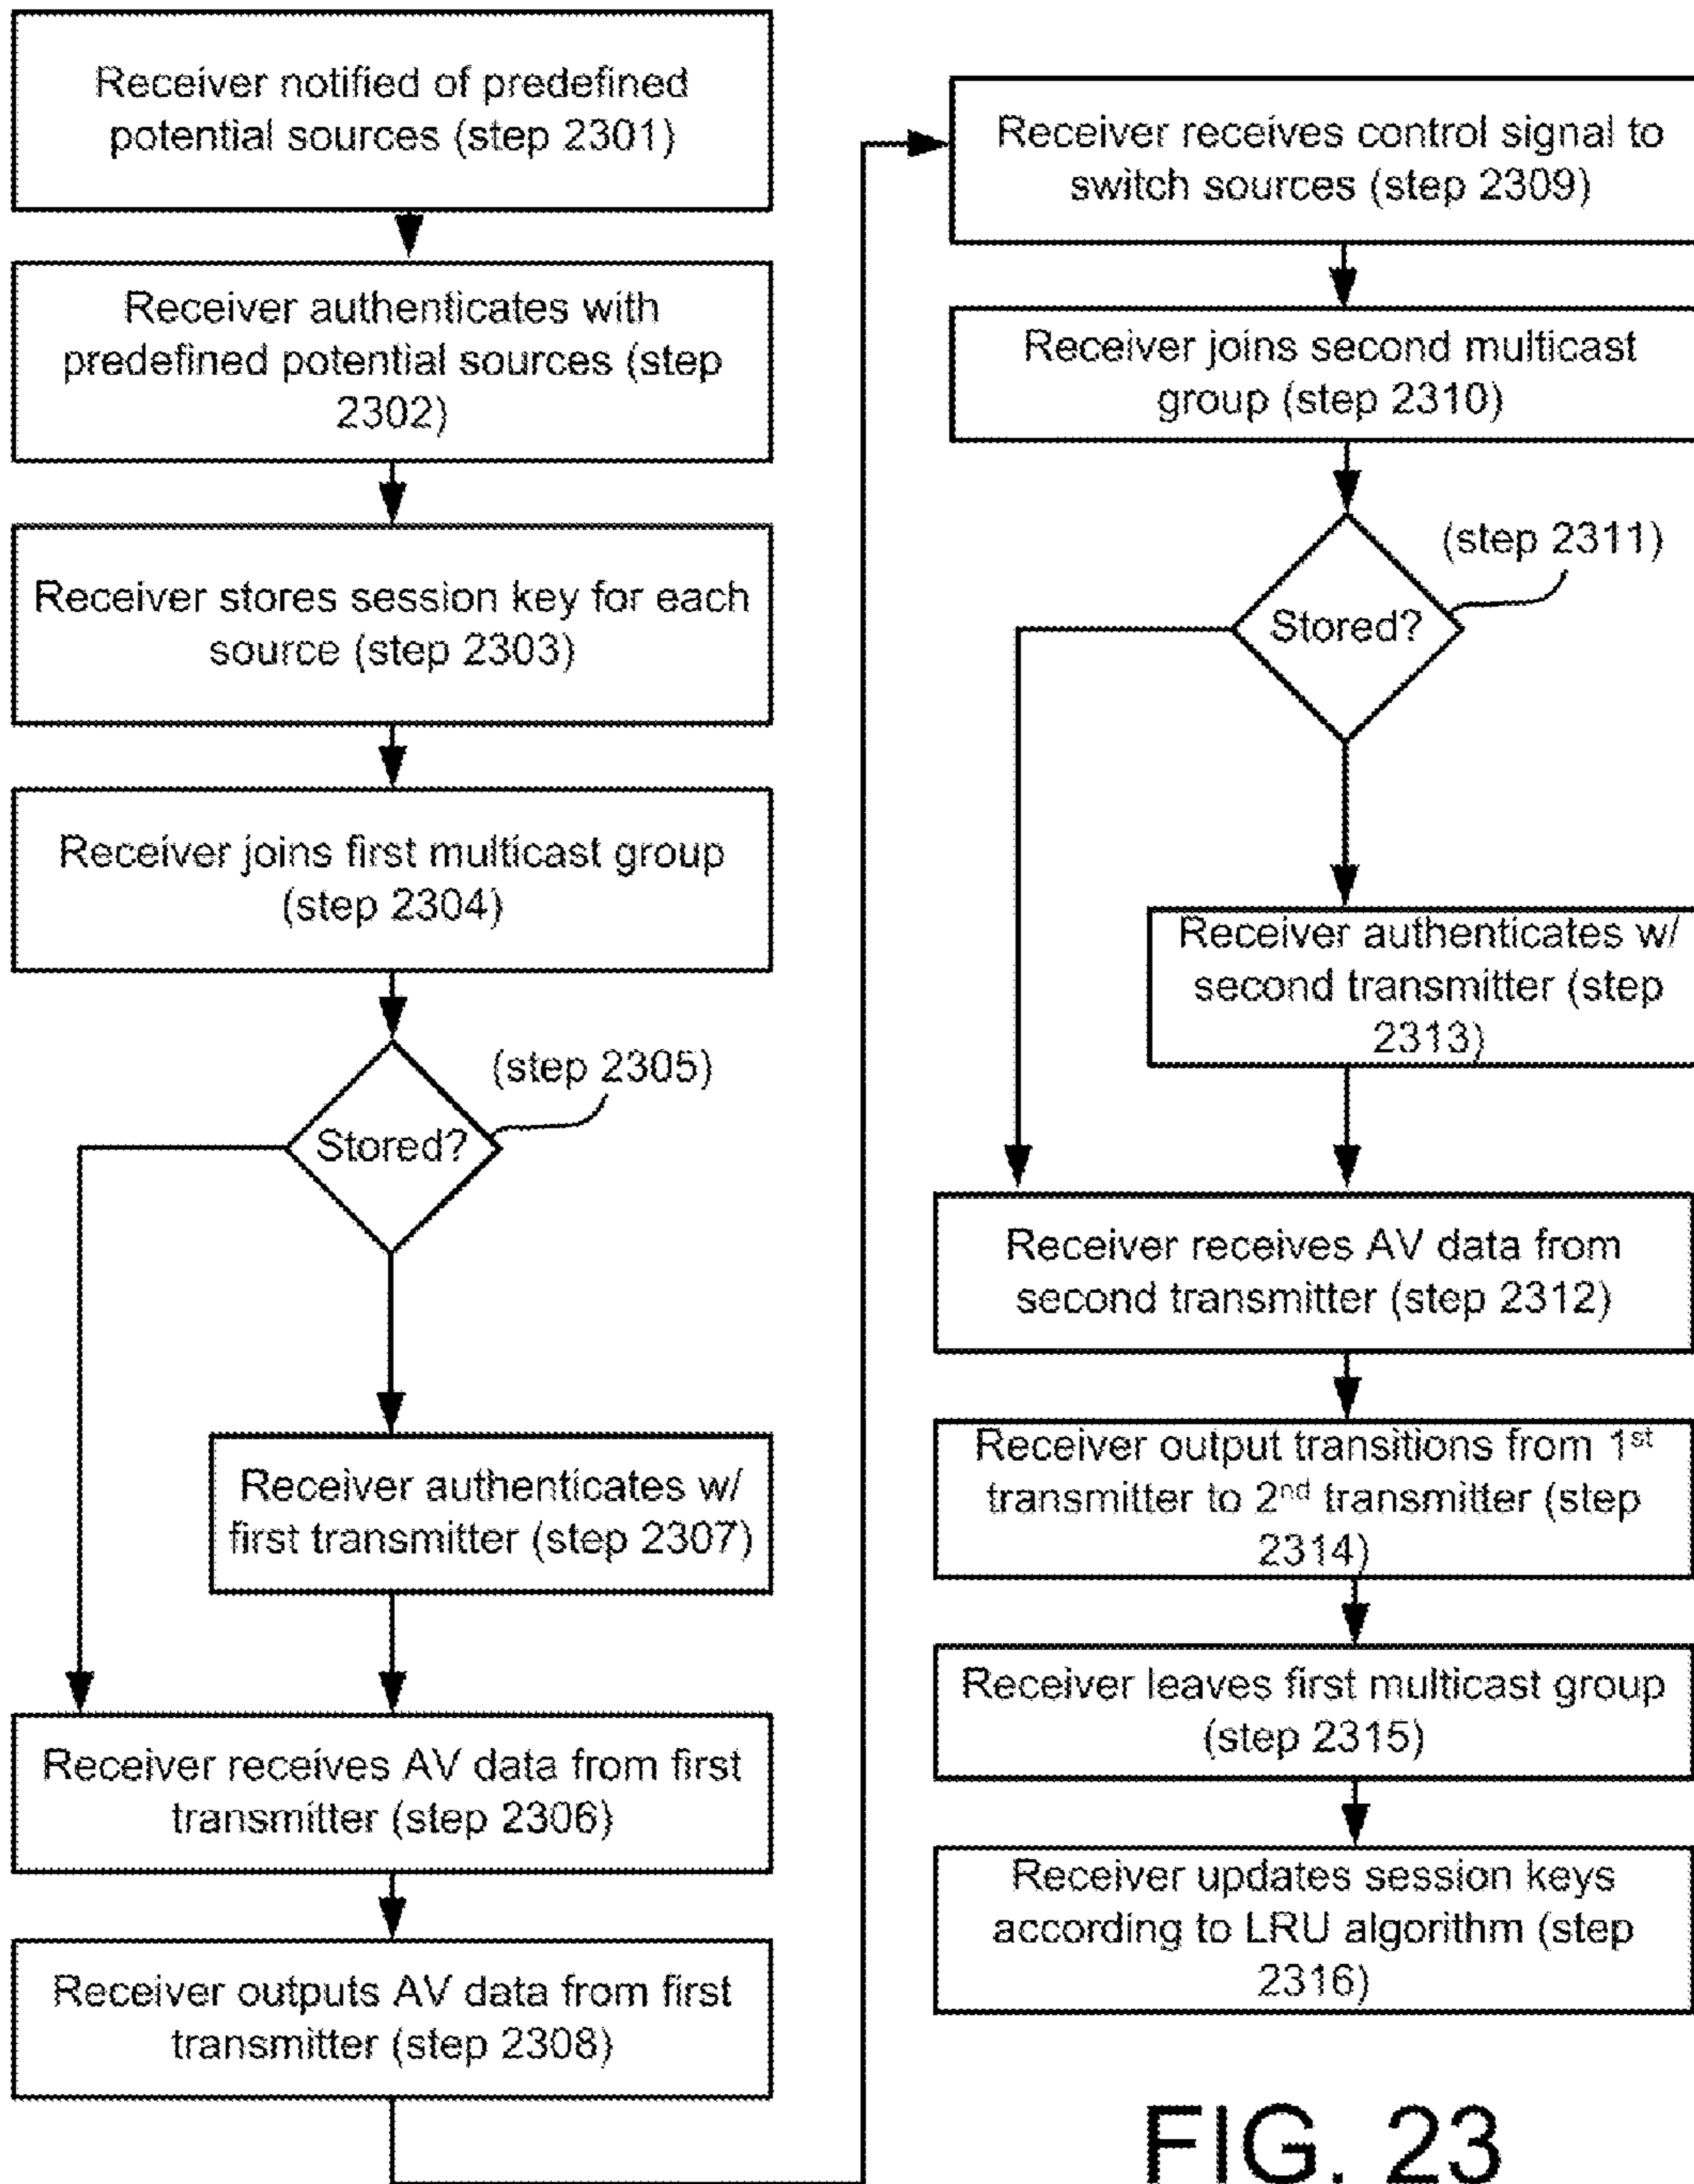 Receiver notified of predefined
potential sources (step 2301)
Receiver authenticates with
predefined potential sources (step
2302)
Receiver stores session key for each
source (step 2303)
Receiver joins first multicast group
(step 2304)
(step 2305)
Stored?
Receiver authenticates w/
first transmitter (step 2307)
Receiver receives AV data from first
transmitter (step 2306)
Receiver outputs AV data from first
transmitter (step 2308)
Receiver receives control signal to
switch sources (step 2309)
Receiver joins second multicast
group (step 2310)
(step 2311)
Stored?
Receiver authenticates w/
second transmitter (step
2313)
Receiver receives AV data from
second transmitter (step 2312)
Receiver output transitions from 1st
transmitter to 2nd transmitter (step
2314)
Receiver leaves first multicast group
(step 2315)
Receiver updates session keys
according to LRU algorithm (step
2316)
FIG. 23